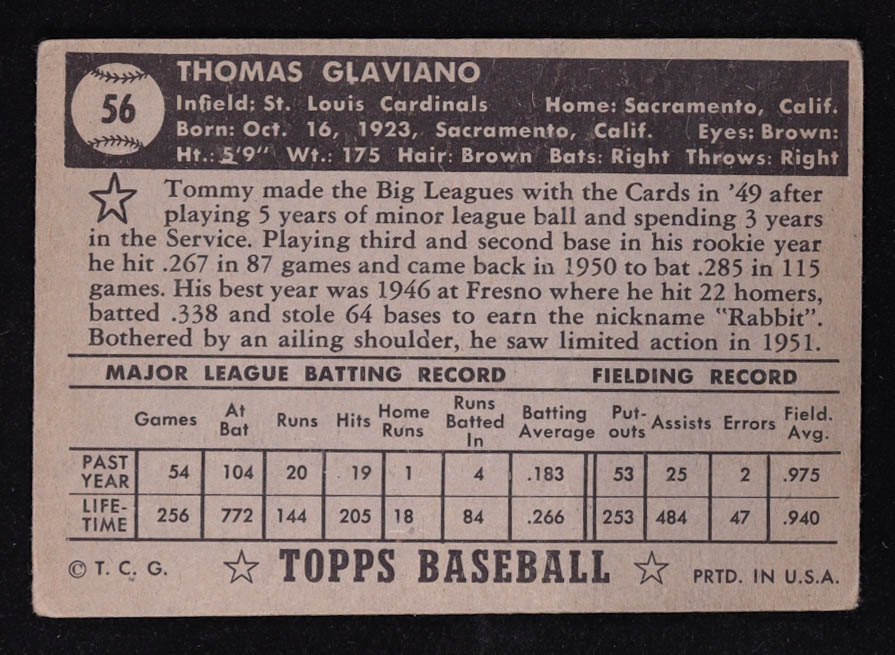 56
THOMAS GLAVIANO
Infield: St. Louis Cardinals Home: Sacramento, Calif.
Born: Oct. 16, 1923, Sacramento, Calif. Eyes: Brown:
Ht.: 5'9" Wt.: 175 Hair: Brown Bats: Right Throws: Right
Tommy made the Big Leagues with the Cards in '49 after
playing 5 years of minor league ball and spending 3 years
in the Service. Playing third and second base in his rookie year
he hit .267 in 87 games and came back in 1950 to bat .285 in 115
games. His best year was 1946 at Fresno where he hit 22 homers,
batted .338 and stole 64 bases to earn the nickname "Rabbit".
Bothered by an ailing shoulder, he saw limited action in 1951.
MAJOR LEAGUE BATTING RECORD FIELDING RECORD
Games At Bat Runs Hits Home Runs Runs Batted In Batting Average Put-outs Assists Errors Field. Avg.
PAST YEAR 54 104 20 19 1 4 .183 53 25 2 .975
LIFE-TIME 256 772 144 205 18 84 .266 253 484 47 .940
© T. C. G. TOPPS BASEBALL PRTD. IN U.S.A.